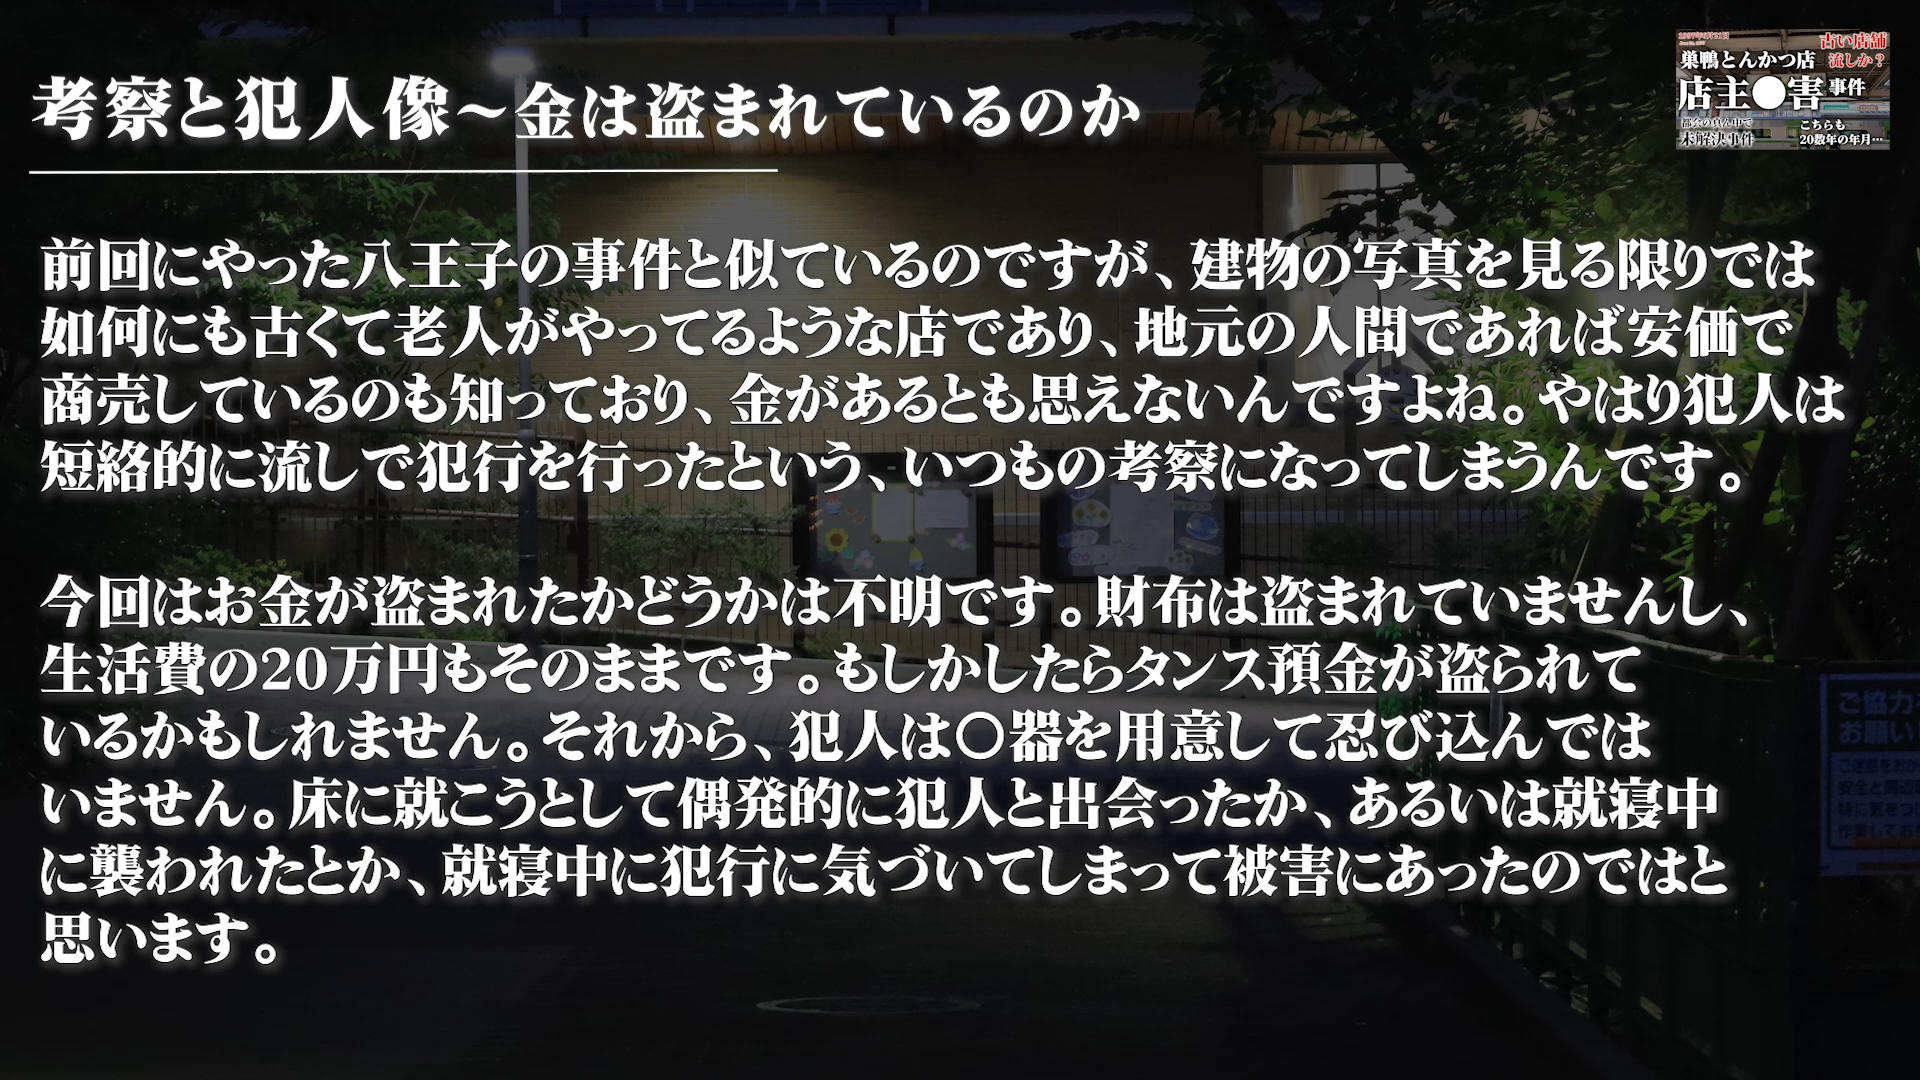 考察と犯人像～金は盗まれているのか
古い店舗
巣鴨とんかつ店
流しか？
店主●害事件
都会の真ん中で
未解決事件
こちらも
20数年の年月…
前回にやった八王子の事件と似ているのですが、建物の写真を見る限りでは
如何にも古くて老人がやってるような店であり、地元の人間であれば安価で
商売しているのも知っており、金があるとも思えないんですよね。やはり犯人は
短絡的に流しで犯行を行ったという、いつもの考察になってしまうんです。
今回はお金が盗まれたかどうかは不明です。財布は盗まれていませんし、
生活費の20万円もそのままです。もしかしたらタンス預金が盗られて
いるかもしれません。それから、犯人は〇器を用意して忍び込んでは
いません。床に就こうとして偶発的に犯人と出会ったか、あるいは就寝中
に襲われたとか、就寝中に犯行に気づいてしまって被害にあったのではと
思います。
ご協力
お願い